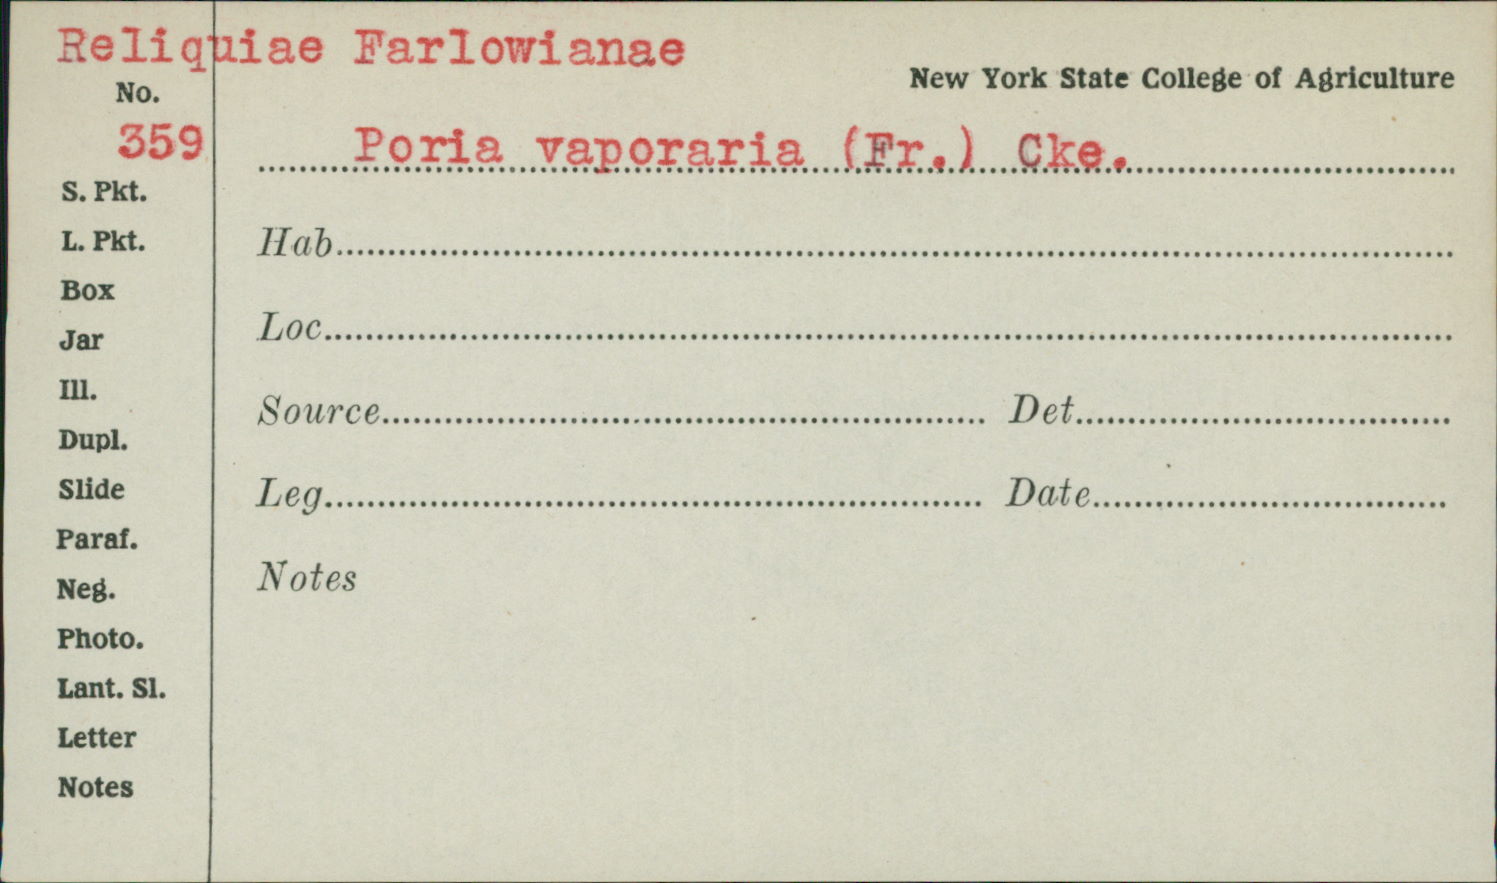 Reliquiae Farlowianae
New York State College of Agriculture
No.
359
Poria vaporaria (Fr.) Cke.
S. Pkt.
L. Pkt.
Hab
Box
Loc
Jar
Ill.
Source Det
Dupl.
Slide
Leg Date
Paraf.
Notes
Neg.
Photo.
Lant. Sl.
Letter
Notes